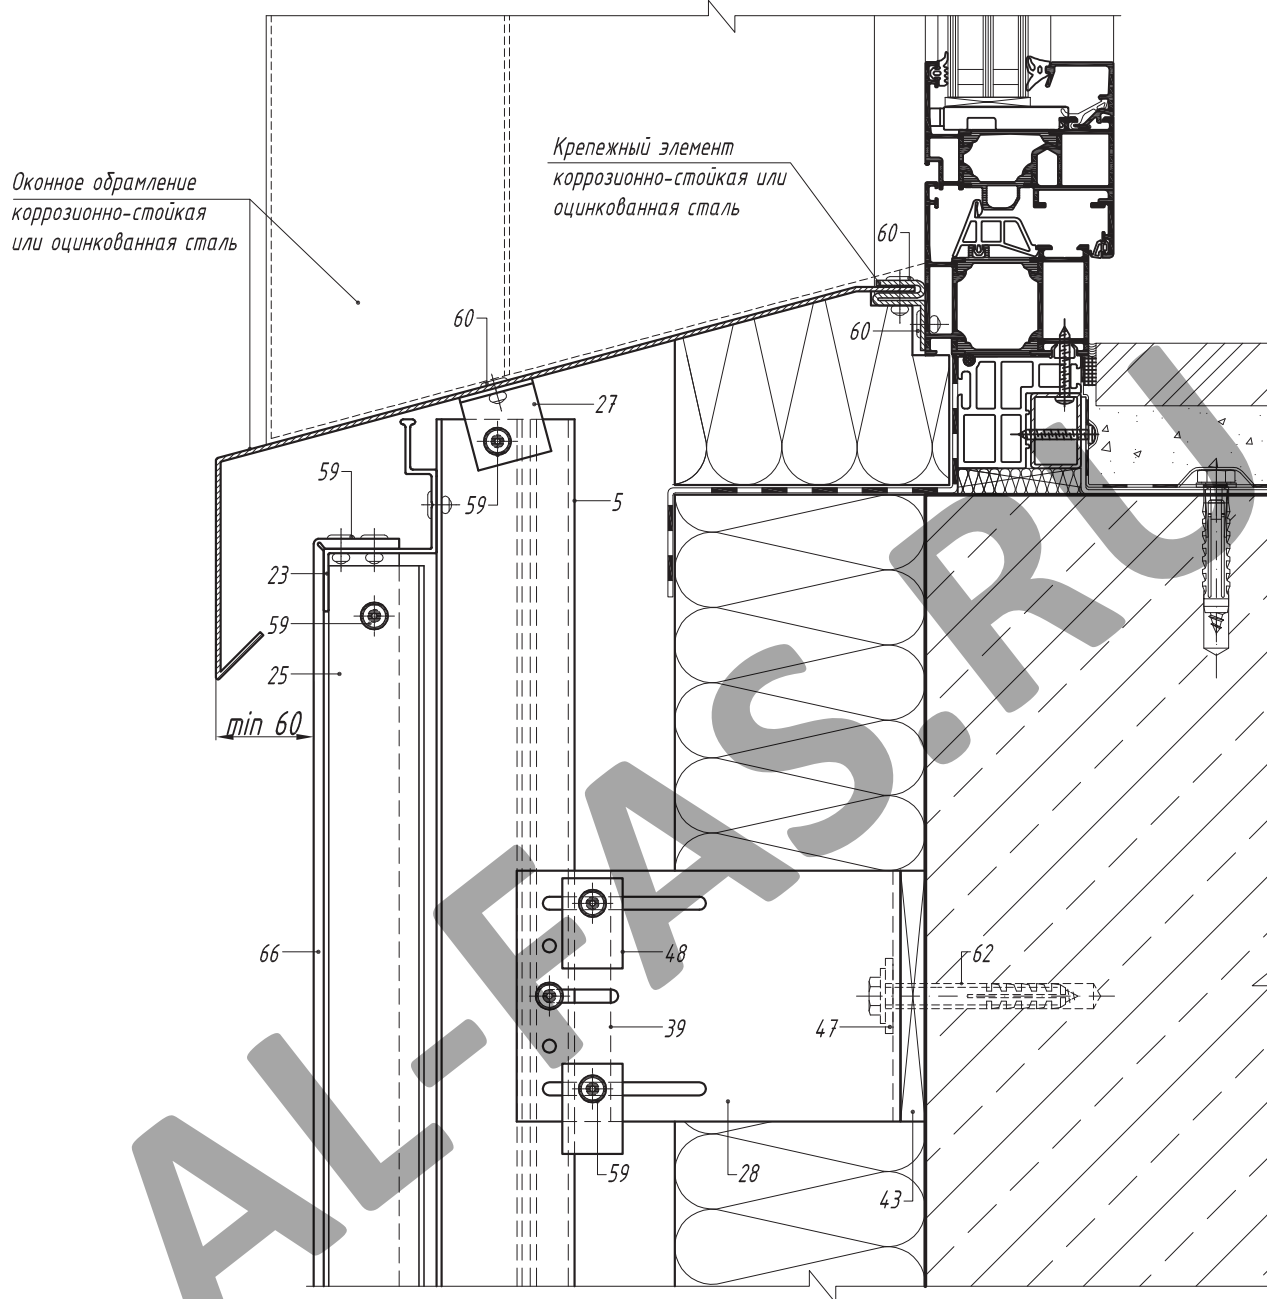 Оконное обрамление
коррозионно-стойкая
или оцинкованная сталь
Крепежный элемент
коррозионно-стойкая или
оцинкованная сталь
60
60
60
27
59
59
5
23
59
25
min 60
66
48
62
39
47
59
28
43
AL-FAS.RU